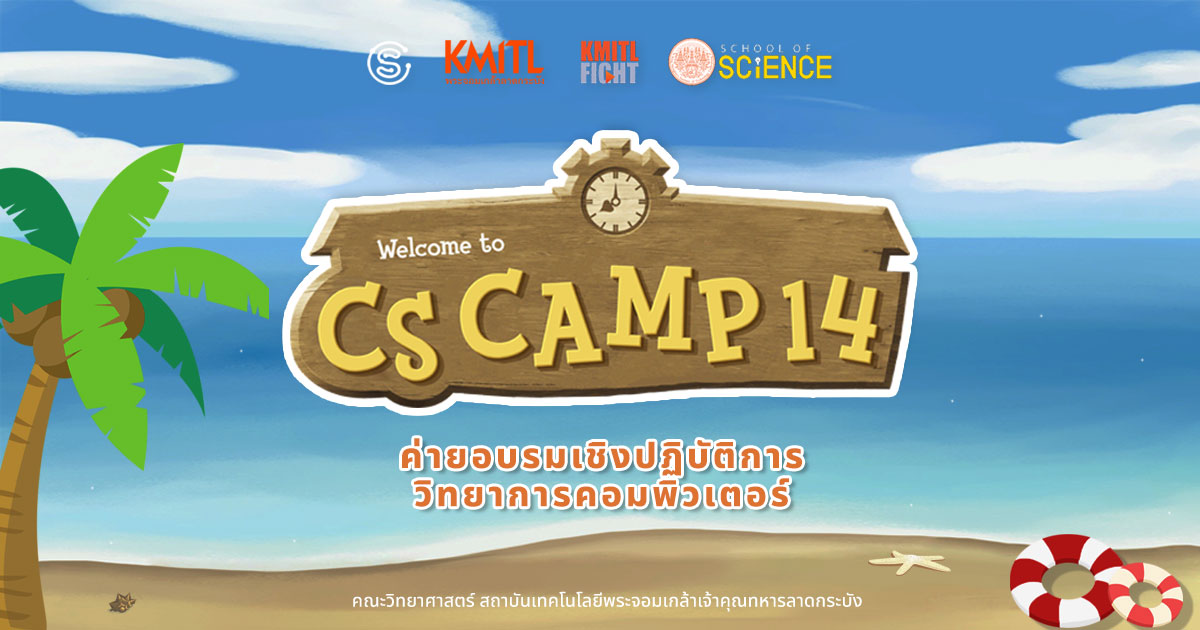 KMITL
KMITL
FIGHT
SCHOOL OF
SCIENCE
Welcome to
CS CAMP 14
ค่ายอบรมเชิงปฏิบัติการ
วิทยาการคอมพิวเตอร์
คณะวิทยาศาสตร์ สถาบันเทคโนโลยีพระจอมเกล้าเจ้าคุณทหารลาดกระบัง